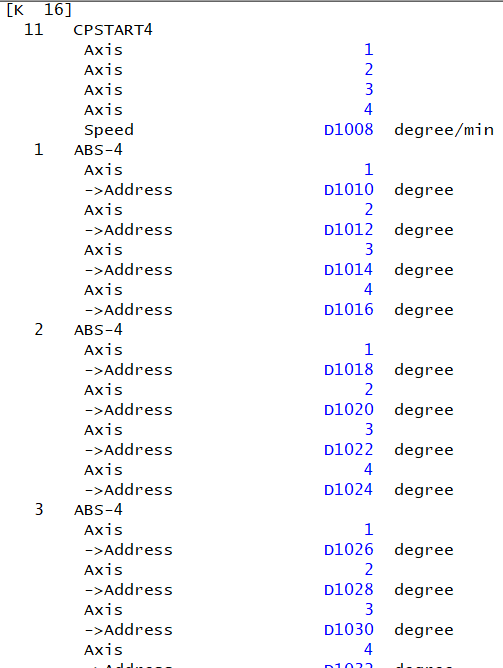 [K  16]
11 CPSTART4
Axis 1
Axis 2
Axis 3
Axis 4
Speed D1008 degree/min
1 ABS-4
Axis 1
->Address D1010 degree
Axis 2
->Address D1012 degree
Axis 3
->Address D1014 degree
Axis 4
->Address D1016 degree
2 ABS-4
Axis 1
->Address D1018 degree
Axis 2
->Address D1020 degree
Axis 3
->Address D1022 degree
Axis 4
->Address D1024 degree
3 ABS-4
Axis 1
->Address D1026 degree
Axis 2
->Address D1028 degree
Axis 3
->Address D1030 degree
Axis 4
->Address D1032 degree